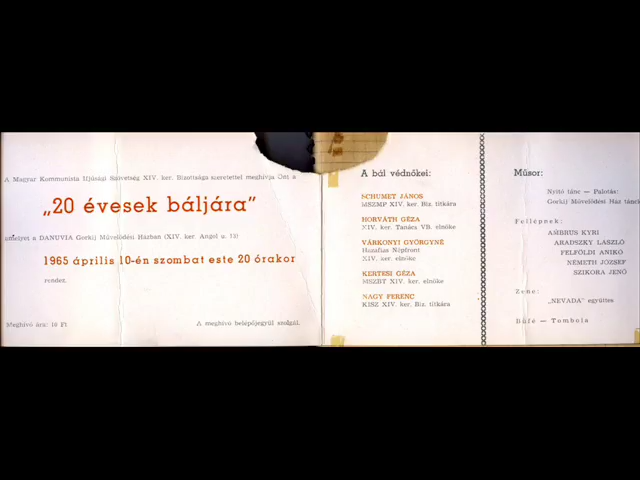 A Magyar Kommunista Ifjúsági Szövetség XIV. ker. Bizottsága szeretettel meghívja Önt a
„20 évesek báljára”
amelyet a DANUVIA Gorkij Művelődési Házban (XIV. ker. Angol u.
1965 április 10-én szombat este 20 órakor
rendez.
Meghívó ára: 10 Ft
A meghívó belépőjegyül szolgál.
A bál védnökei:
SCHUMET JÁNOS
MSZMP XIV. ker. Biz. titkára
HORVÁTH GÉZA
XIV. ker. Tanács VB. elnöke
VÁRKONYI GYÖRGYNÉ
Hazafias Népfront
XIV. ker. elnöke
KERTESI GÉZA
MSZBT XIV. ker. elnöke
NAGY FERENC
KISZ XIV. ker. Biz. titkára
Műsor:
Nyitó tánc — Palotás:
Gorkij Művelődési Ház tánc
Fellépnek:
AMBRUS KYRI
ARADSZKY LÁSZLÓ
FELFÖLDI ANIKÓ
NÉMETH JÓZSEF
SZIKORA JENŐ
Zene:
„NEVADA” együttes
Büfé — Tombola